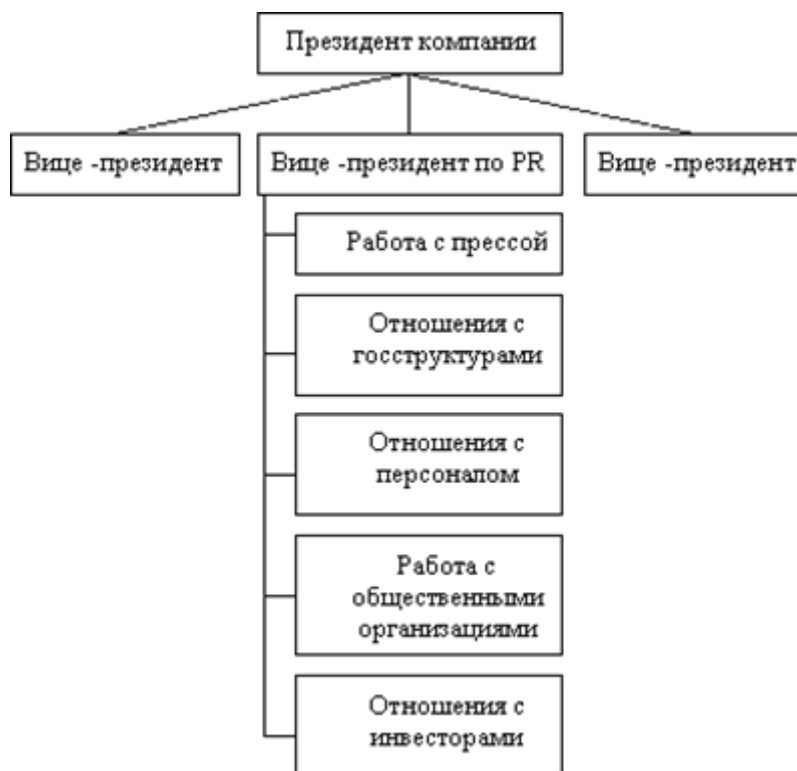 Президент компании
Вице -президент
Вице -президент по PR
Вице -президент
Работа с прессой
Отношения с
госструктурами
Отношения с
персоналом
Работа с
общественными
организациями
Отношения с
инвесторами